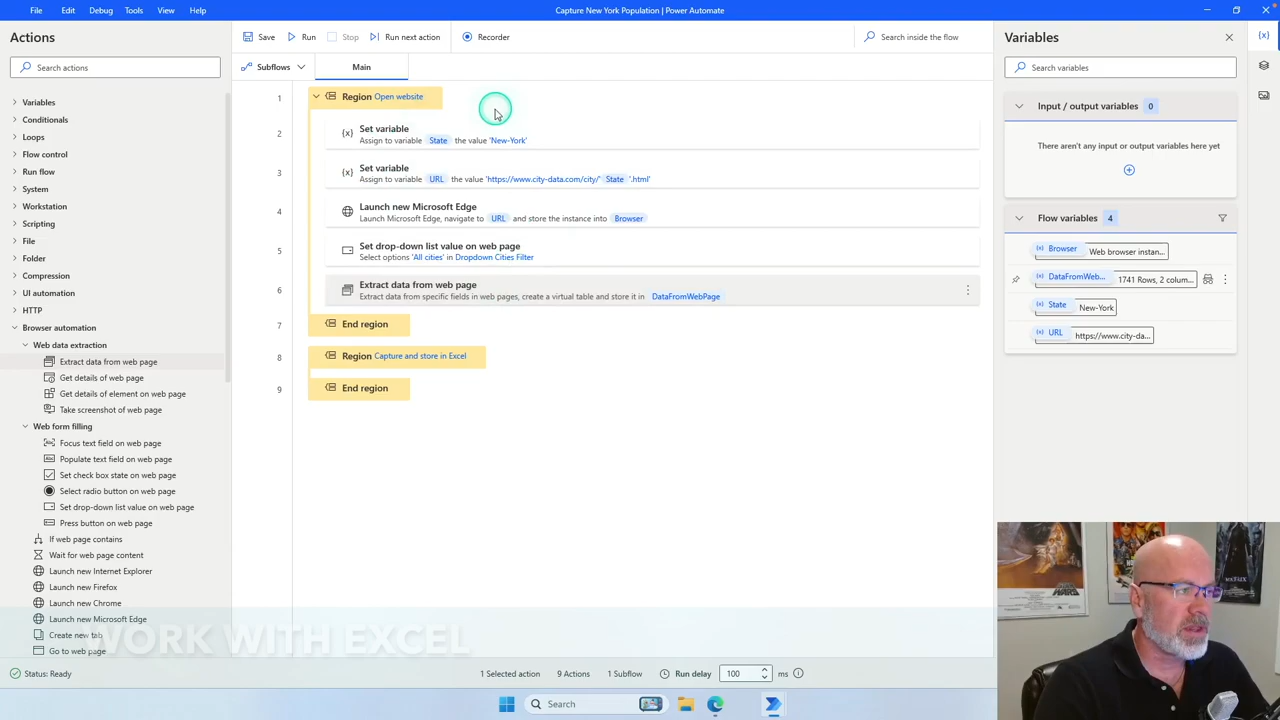 File Edit Debug Tools View Help
Capture New York Population | Power Automate
Actions
Search actions
Variables
Conditionals
Loops
Flow control
Run flow
System
Workstation
Scripting
File
Folder
Compression
UI automation
HTTP
Browser automation
Web data extraction
Extract data from web page
Get details of web page
Get details of element on web page
Take screenshot of web page
Web form filling
Focus text field on web page
Populate text field on web page
Set check box state on web page
Select radio button on web page
Set drop-down list value on web page
Press button on web page
If web page contains
Wait for web page content
Launch new Internet Explorer
Launch new Firefox
Launch new Chrome
Launch new Microsoft Edge
Create new tab
Go to web page
Save Run Stop Run next action Recorder
Search inside the flow
Subflows Main
1 Region Open website
2 Set variable
Assign to variable State the value 'New-York'
3 Set variable
Assign to variable URL the value 'https://www.city-data.com/city/' State '.html'
4 Launch new Microsoft Edge
Launch Microsoft Edge, navigate to URL and store the instance into Browser
5 Set drop-down list value on web page
Select options 'All cities' in Dropdown Cities Filter
6 Extract data from web page
Extract data from specific fields in web pages, create a virtual table and store it in DataFromWebPage
7 End region
8 Region Capture and store in Excel
9 End region
Variables
{x}
Search variables
Input / output variables 0
There aren't any input or output variables here yet
Flow variables 4
Browser Web browser instan...
DataFromWeb... 1741 Rows, 2 colum...
State New-York
URL https://www.city-da...
WORK WITH EXCEL
Status: Ready
1 Selected action 9 Actions 1 Subflow Run delay 100 ms
Search